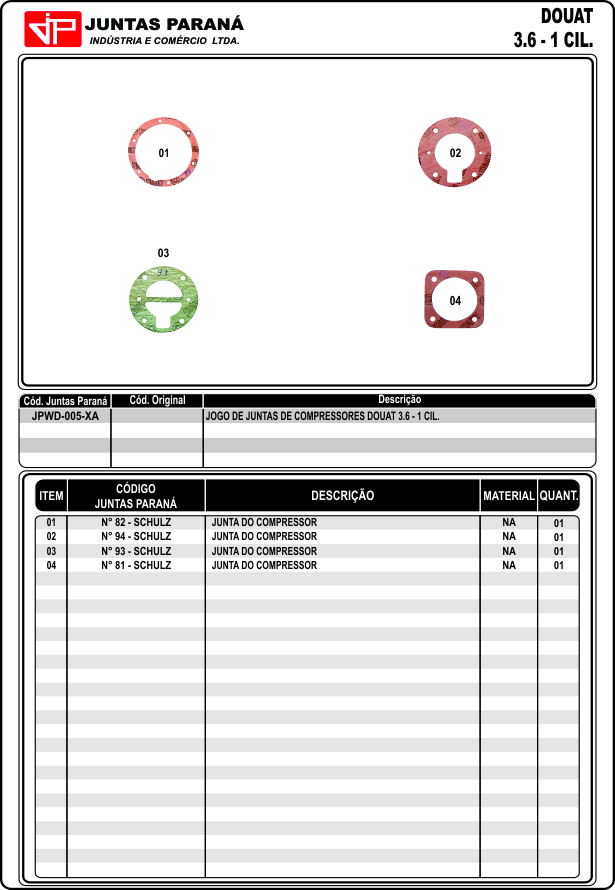 JP
JUNTAS PARANÁ
INDÚSTRIA E COMÉRCIO LTDA.
DOUAT
3.6 - 1 CIL.
01
02
03
93
04
Cód. Juntas Paraná Cód. Original Descrição
JPWD-005-XA JOGO DE JUNTAS DE COMPRESSORES DOUAT 3.6 - 1 CIL.
ITEM CÓDIGO JUNTAS PARANÁ DESCRIÇÃO MATERIAL QUANT.
01 N° 82 - SCHULZ JUNTA DO COMPRESSOR NA 01
02 N° 94 - SCHULZ JUNTA DO COMPRESSOR NA 01
03 N° 93 - SCHULZ JUNTA DO COMPRESSOR NA 01
04 N° 81 - SCHULZ JUNTA DO COMPRESSOR NA 01